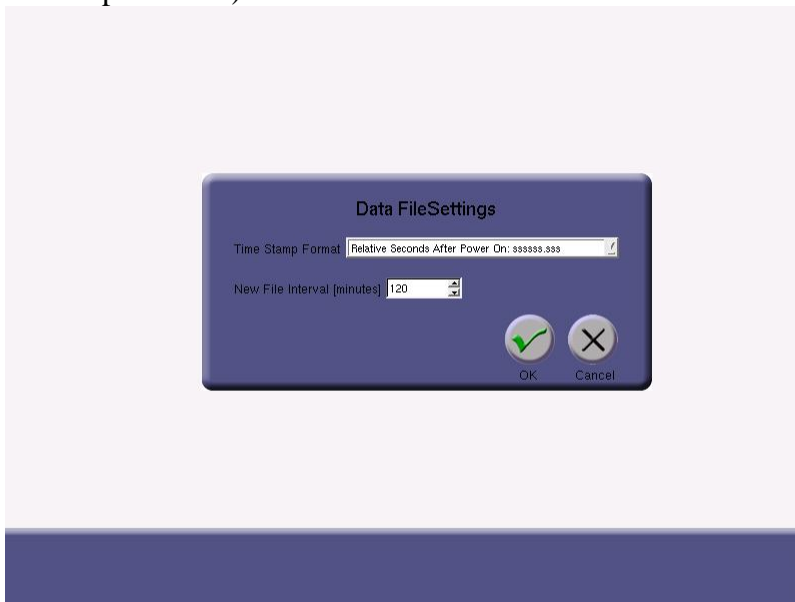 Data FileSettings
Time Stamp Format Relative Seconds After Power On: ssssss.sss
New File Interval [minutes] 120
OK Cancel